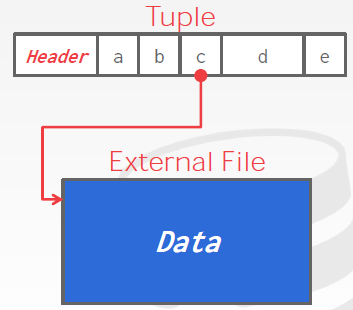 Tuple
Header a b c d e
External File
Data